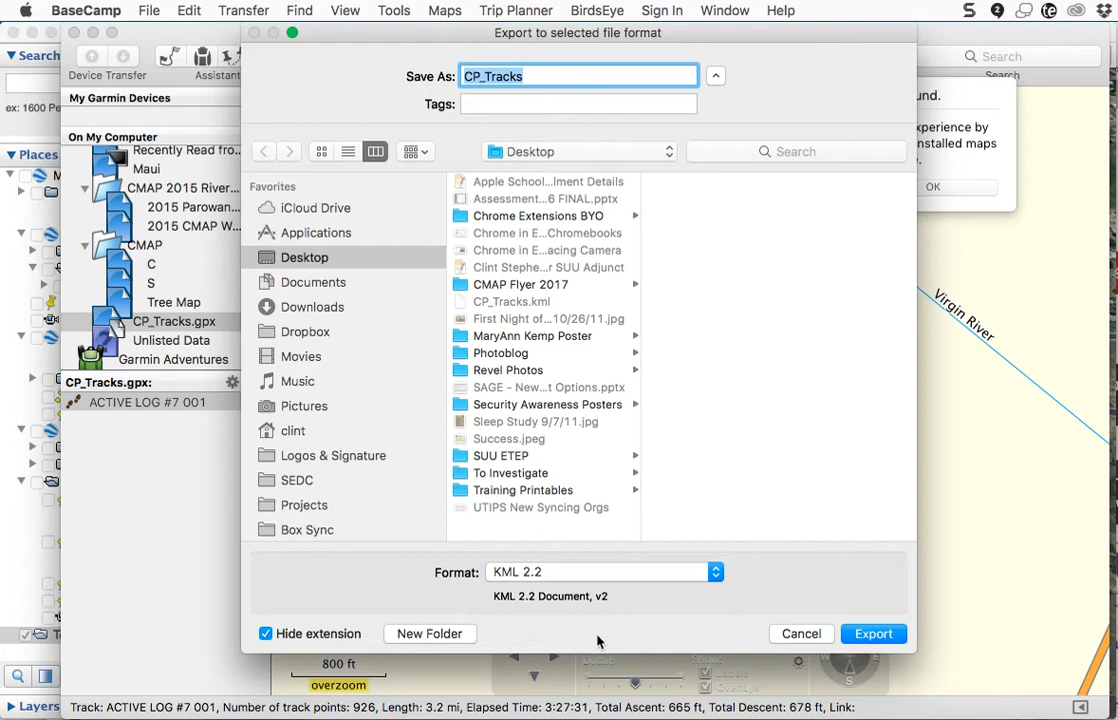 BaseCamp File Edit Transfer Find View Tools Maps Trip Planner BirdsEye Sign In Window Help
Export to selected file format
Search
Device Transfer
Assistan
Search
Search
ex: 1600 Pe
My Garmin Devices
On My Computer
Recently Read fro...
Maui
CMAP 2015 River...
2015 Parowan...
2015 CMAP W...
CMAP
C
S
Tree Map
CP_Tracks.gpx
Unlisted Data
Garmin Adventures
CP_Tracks.gpx:
ACTIVE LOG #7 001
Places
Layers
Save As: CP_Tracks
Tags:
Desktop
Search
Favorites
iCloud Drive
Applications
Desktop
Documents
Downloads
Dropbox
Movies
Music
Pictures
clint
Logos & Signature
SEDC
Projects
Box Sync
Apple School...lment Details
Assessment...6 FINAL.pptx
Chrome Extensions BYO
Chrome in E...Chromebooks
Chrome in E...acing Camera
Clint Stephe...r SUU Adjunct
CMAP Flyer 2017
CP_Tracks.kml
First Night of...10/26/11.jpg
MaryAnn Kemp Poster
Photoblog
Revel Photos
SAGE - New...t Options.pptx
Security Awareness Posters
Sleep Study 9/7/11.jpg
Success.jpeg
SUU ETEP
To Investigate
Training Printables
UTIPS New Syncing Orgs
Format: KML 2.2
KML 2.2 Document, v2
Hide extension
New Folder
Cancel
Export
und.
xperience by
nstalled maps
e.
OK
Virgin River
800 ft
overzoom
Labels
Overlays
S
Track: ACTIVE LOG #7 001, Number of track points: 926, Length: 3.2 mi, Elapsed Time: 3:27:31, Total Ascent: 665 ft, Total Descent: 678 ft, Link: